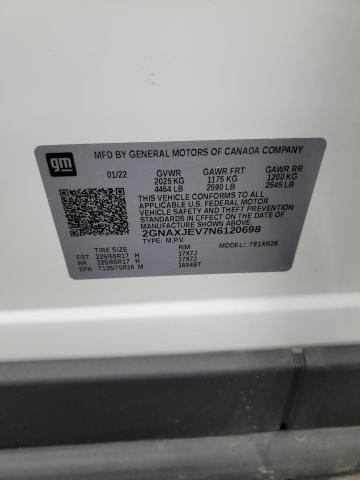 gm
MFD BY GENERAL MOTORS OF CANADA COMPANY
01/22 GVWR GAWR FRT GAWR RR
2025 KG 1175 KG 1200 KG
4464 LB 2590 LB 2645 LB
THIS VEHICLE CONFORMS TO ALL
APPLICABLE U.S. FEDERAL MOTOR
VEHICLE SAFETY, BUMPER, AND THEFT PREVENTION
STANDARDS IN EFFECT ON THE DATE OF
MANUFACTURE SHOWN ABOVE.
2GNAXJEV7N6120698
TYPE: M.P.V. MODEL: 781XR26
TIRE SIZE RIM
FRT 225/65R17 H 17X7J
RR 225/65R17 H 17X7J
SPA T135/70R16 M 16X4BT